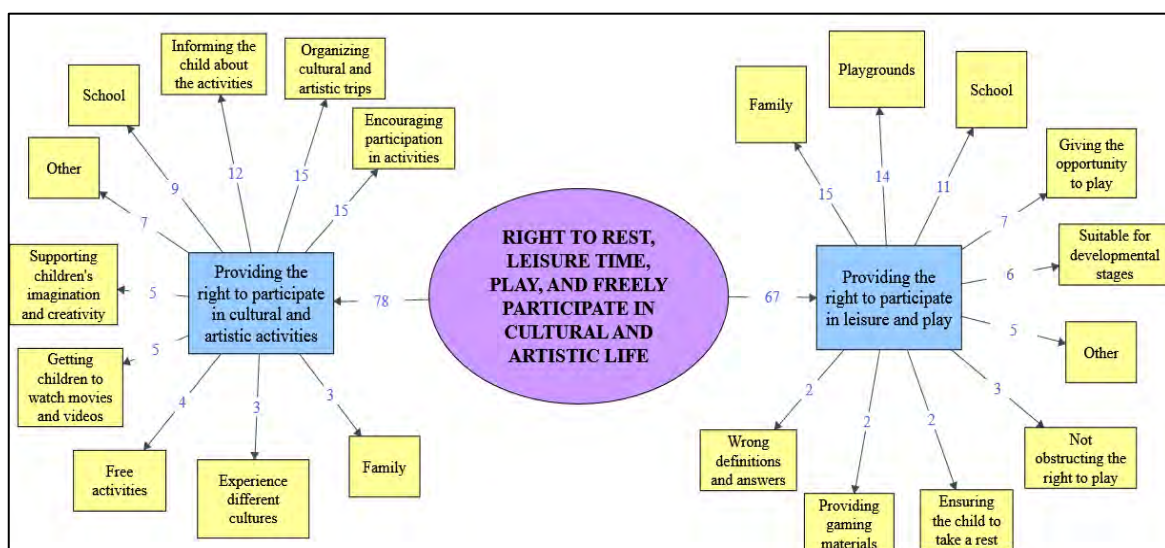 Informing the
child about
the activities
Organizing
cultural and
artistic trips
School
Encouraging
participation
in activities
Other
9
12
15
15
7
Supporting
children's
imagination
and creativity
5
Providing the
right to participate
in cultural and
artistic activities
78
Getting
children to
watch movies
and videos
5
4
3
3
Free
activities
Experience
different
cultures
Family
RIGHT TO REST,
LEISURE TIME,
PLAY, AND FREELY
PARTICIPATE IN
CULTURAL AND
ARTISTIC LIFE
67
Providing the
right to participate
in leisure and play
Family
Playgrounds
School
15
14
11
Giving the
opportunity
to play
7
Suitable for
developmental
stages
6
Other
5
2
2
2
3
Wrong
definitions
and answers
Providing
gaming
materials
Ensuring
the child to
take a rest
Not
obstructing the
right to play